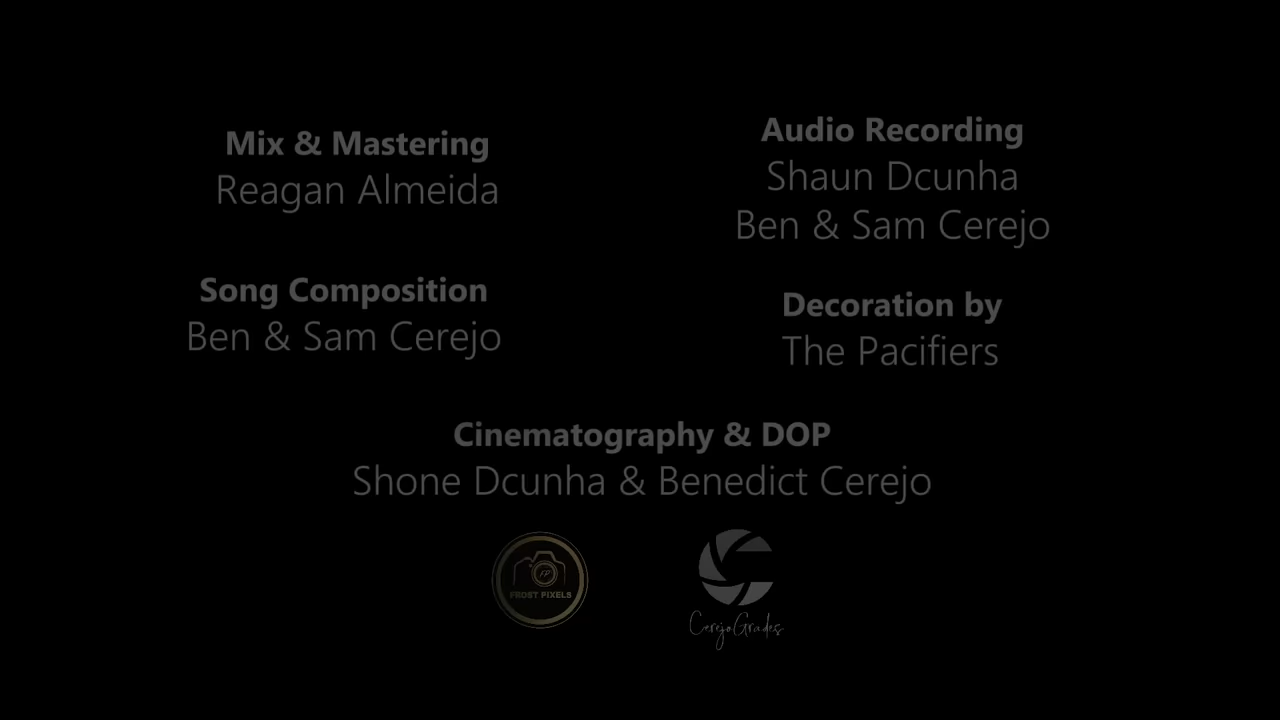 Mix & Mastering
Reagan Almeida
Audio Recording
Shaun Dcunha
Ben & Sam Cerejo
Song Composition
Ben & Sam Cerejo
Decoration by
The Pacifiers
Cinematography & DOP
Shone Dcunha & Benedict Cerejo
FP
FROST PIXELS
CerejoGrades